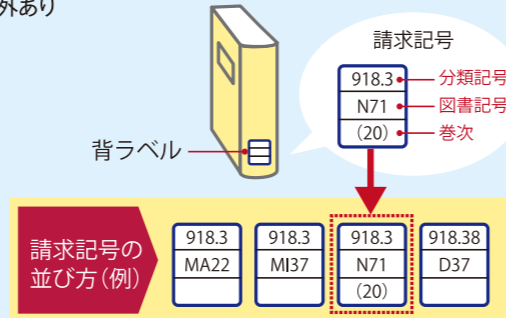 外あり
請求記号
918.3
分類記号
N71
図書記号
(20)
巻次
背ラベル
請求記号の
並び方(例)
918.3
MA22
918.3
MI37
918.3
N71
(20)
918.38
D37